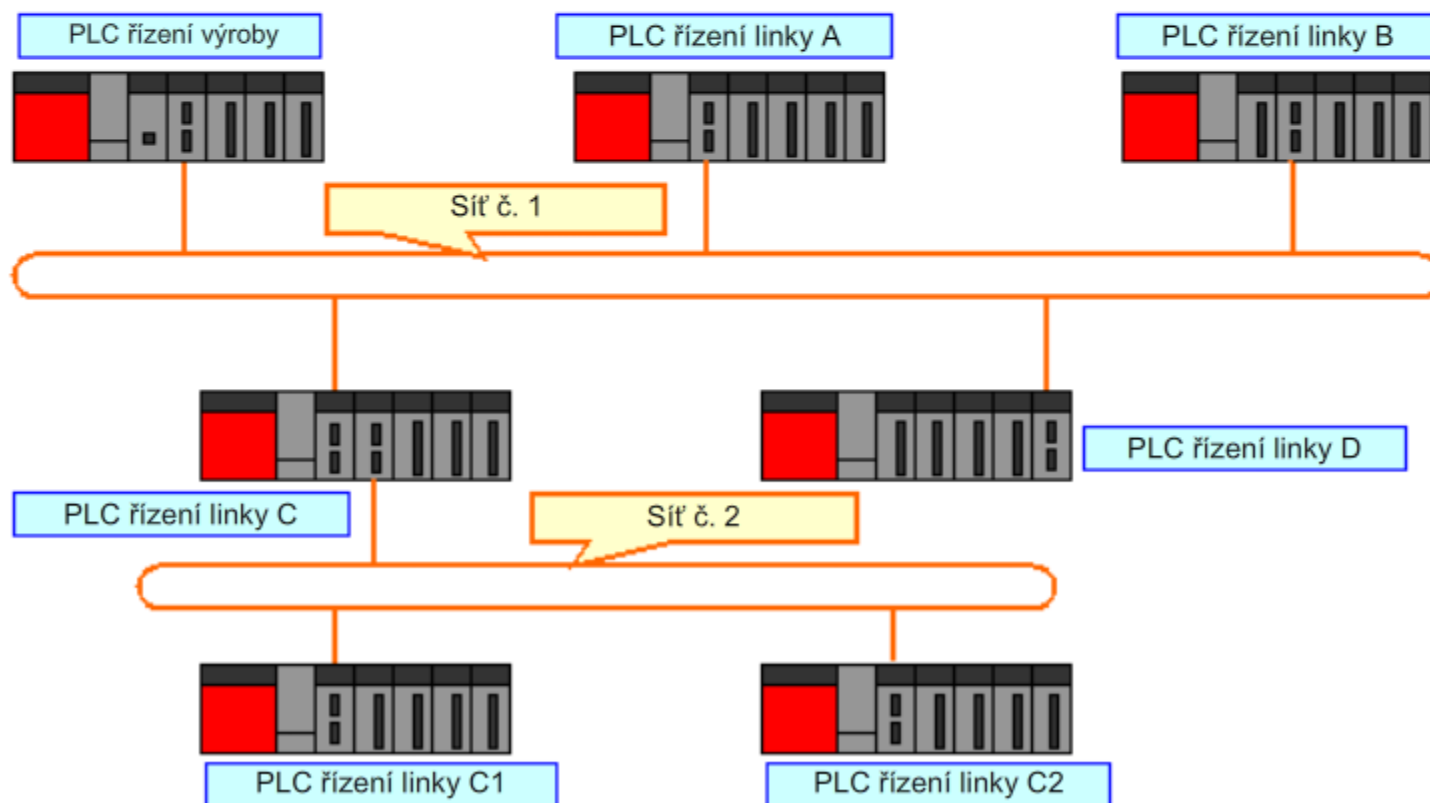 PLC řízení výroby
PLC řízení linky A
PLC řízení linky B
Síť č. 1
PLC řízení linky D
PLC řízení linky C
Síť č. 2
PLC řízení linky C1
PLC řízení linky C2